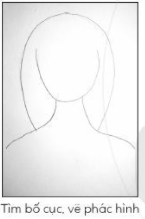 Tìm bố cục, vẽ phác hình